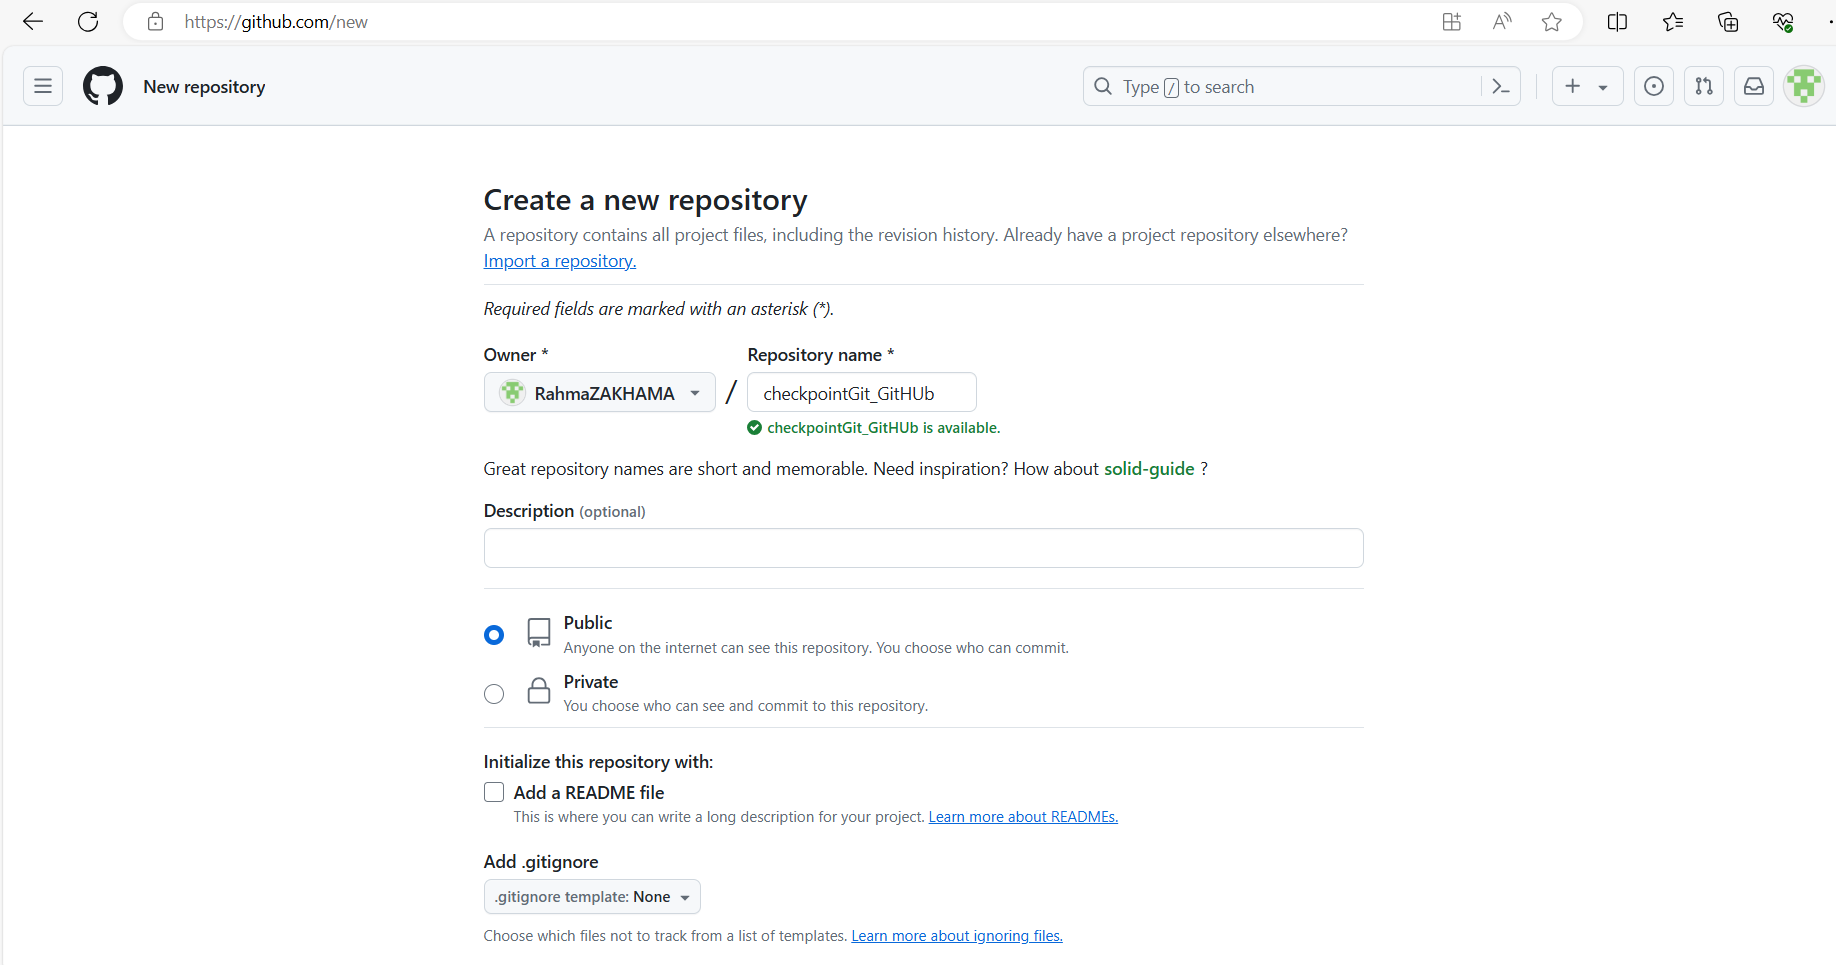 https://github.com/new
New repository
Type / to search
Create a new repository
A repository contains all project files, including the revision history. Already have a project repository elsewhere?
Import a repository.
Required fields are marked with an asterisk (*).
Owner * Repository name *
RahmaZAKHAMA / checkpointGit_GitHUb
checkpointGit_GitHUb is available.
Great repository names are short and memorable. Need inspiration? How about solid-guide ?
Description (optional)
Public
Anyone on the internet can see this repository. You choose who can commit.
Private
You choose who can see and commit to this repository.
Initialize this repository with:
Add a README file
This is where you can write a long description for your project. Learn more about READMEs.
Add .gitignore
.gitignore template: None
Choose which files not to track from a list of templates. Learn more about ignoring files.